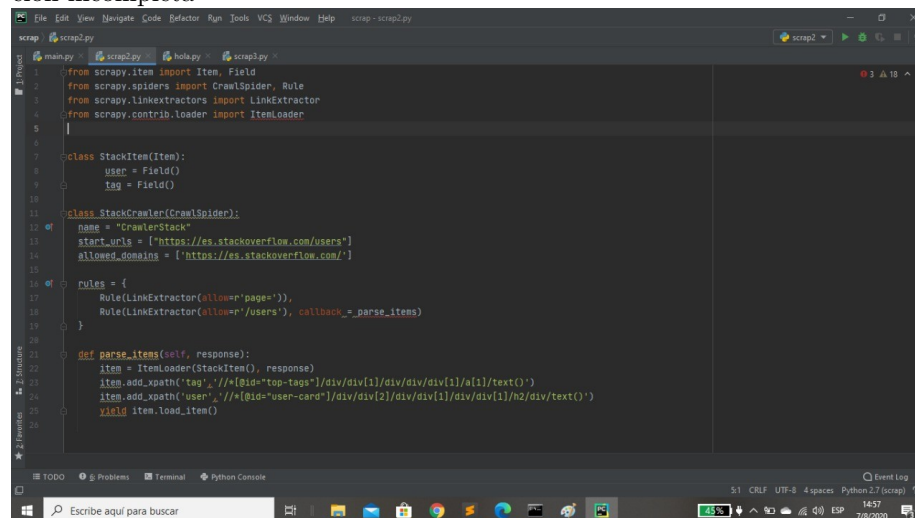 File Edit View Navigate Code Refactor Run Tools VCS Window Help scrap - scrap2.py
scrap scrap2.py scrap2
main.py scrap2.py hola.py scrap3.py
1: Project
3 18
1 from scrapy.item import Item, Field
2 from scrapy.spiders import CrawlSpider, Rule
3 from scrapy.linkextractors import LinkExtractor
4 from scrapy.contrib.loader import ItemLoader
5
6
7 class StackItem(Item):
8 user = Field()
9 tag = Field()
10
11 class StackCrawler(CrawlSpider):
12 name = "CrawlerStack"
13 start_urls = ["https://es.stackoverflow.com/users"]
14 allowed_domains = ['https://es.stackoverflow.com/']
15
16 rules = {
17 Rule(LinkExtractor(allow=r'page=')),
18 Rule(LinkExtractor(allow=r'/users'), callback = parse_items)
19 }
20
21 def parse_items(self, response):
22 item = ItemLoader(StackItem(), response)
23 item.add_xpath('tag','//*[@id="top-tags"]/div/div[1]/div/div/div[1]/a[1]/text()')
24 item.add_xpath('user','//*[@id="user-card"]/div/div[2]/div/div[1]/div/div[1]/h2/div/text()')
25 yield item.load_item()
26
Z: Structure
2: Favorites
TODO 6: Problems Terminal Python Console Event Log
5:1 CRLF UTF-8 4 spaces Python 2.7 (scrap)
Escribe aquí para buscar 45% ESP 14:57
7/8/2020